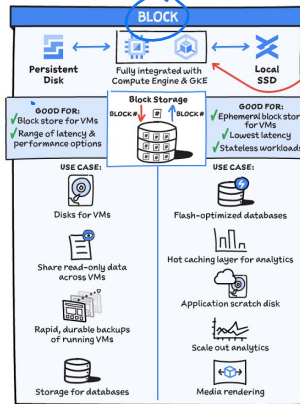 BLOCK
Persistent
Disk
Fully integrated with
Compute Engine & GKE
Local
SSD
GOOD FOR:
Block store for VMs
Range of latency &
performance options
Block Storage
BLOCK#
#
BLOCK#
GOOD FOR:
Ephemeral block stor
for VMs
Lowest latency
Stateless workloads
USE CASE:
Disks for VMs
Share read-only data
across VMs
Rapid, durable backups
of running VMs
Storage for databases
USE CASE:
Flash-optimized databases
Hot caching layer for analytics
Application scratch disk
Scale out analytics
Media rendering